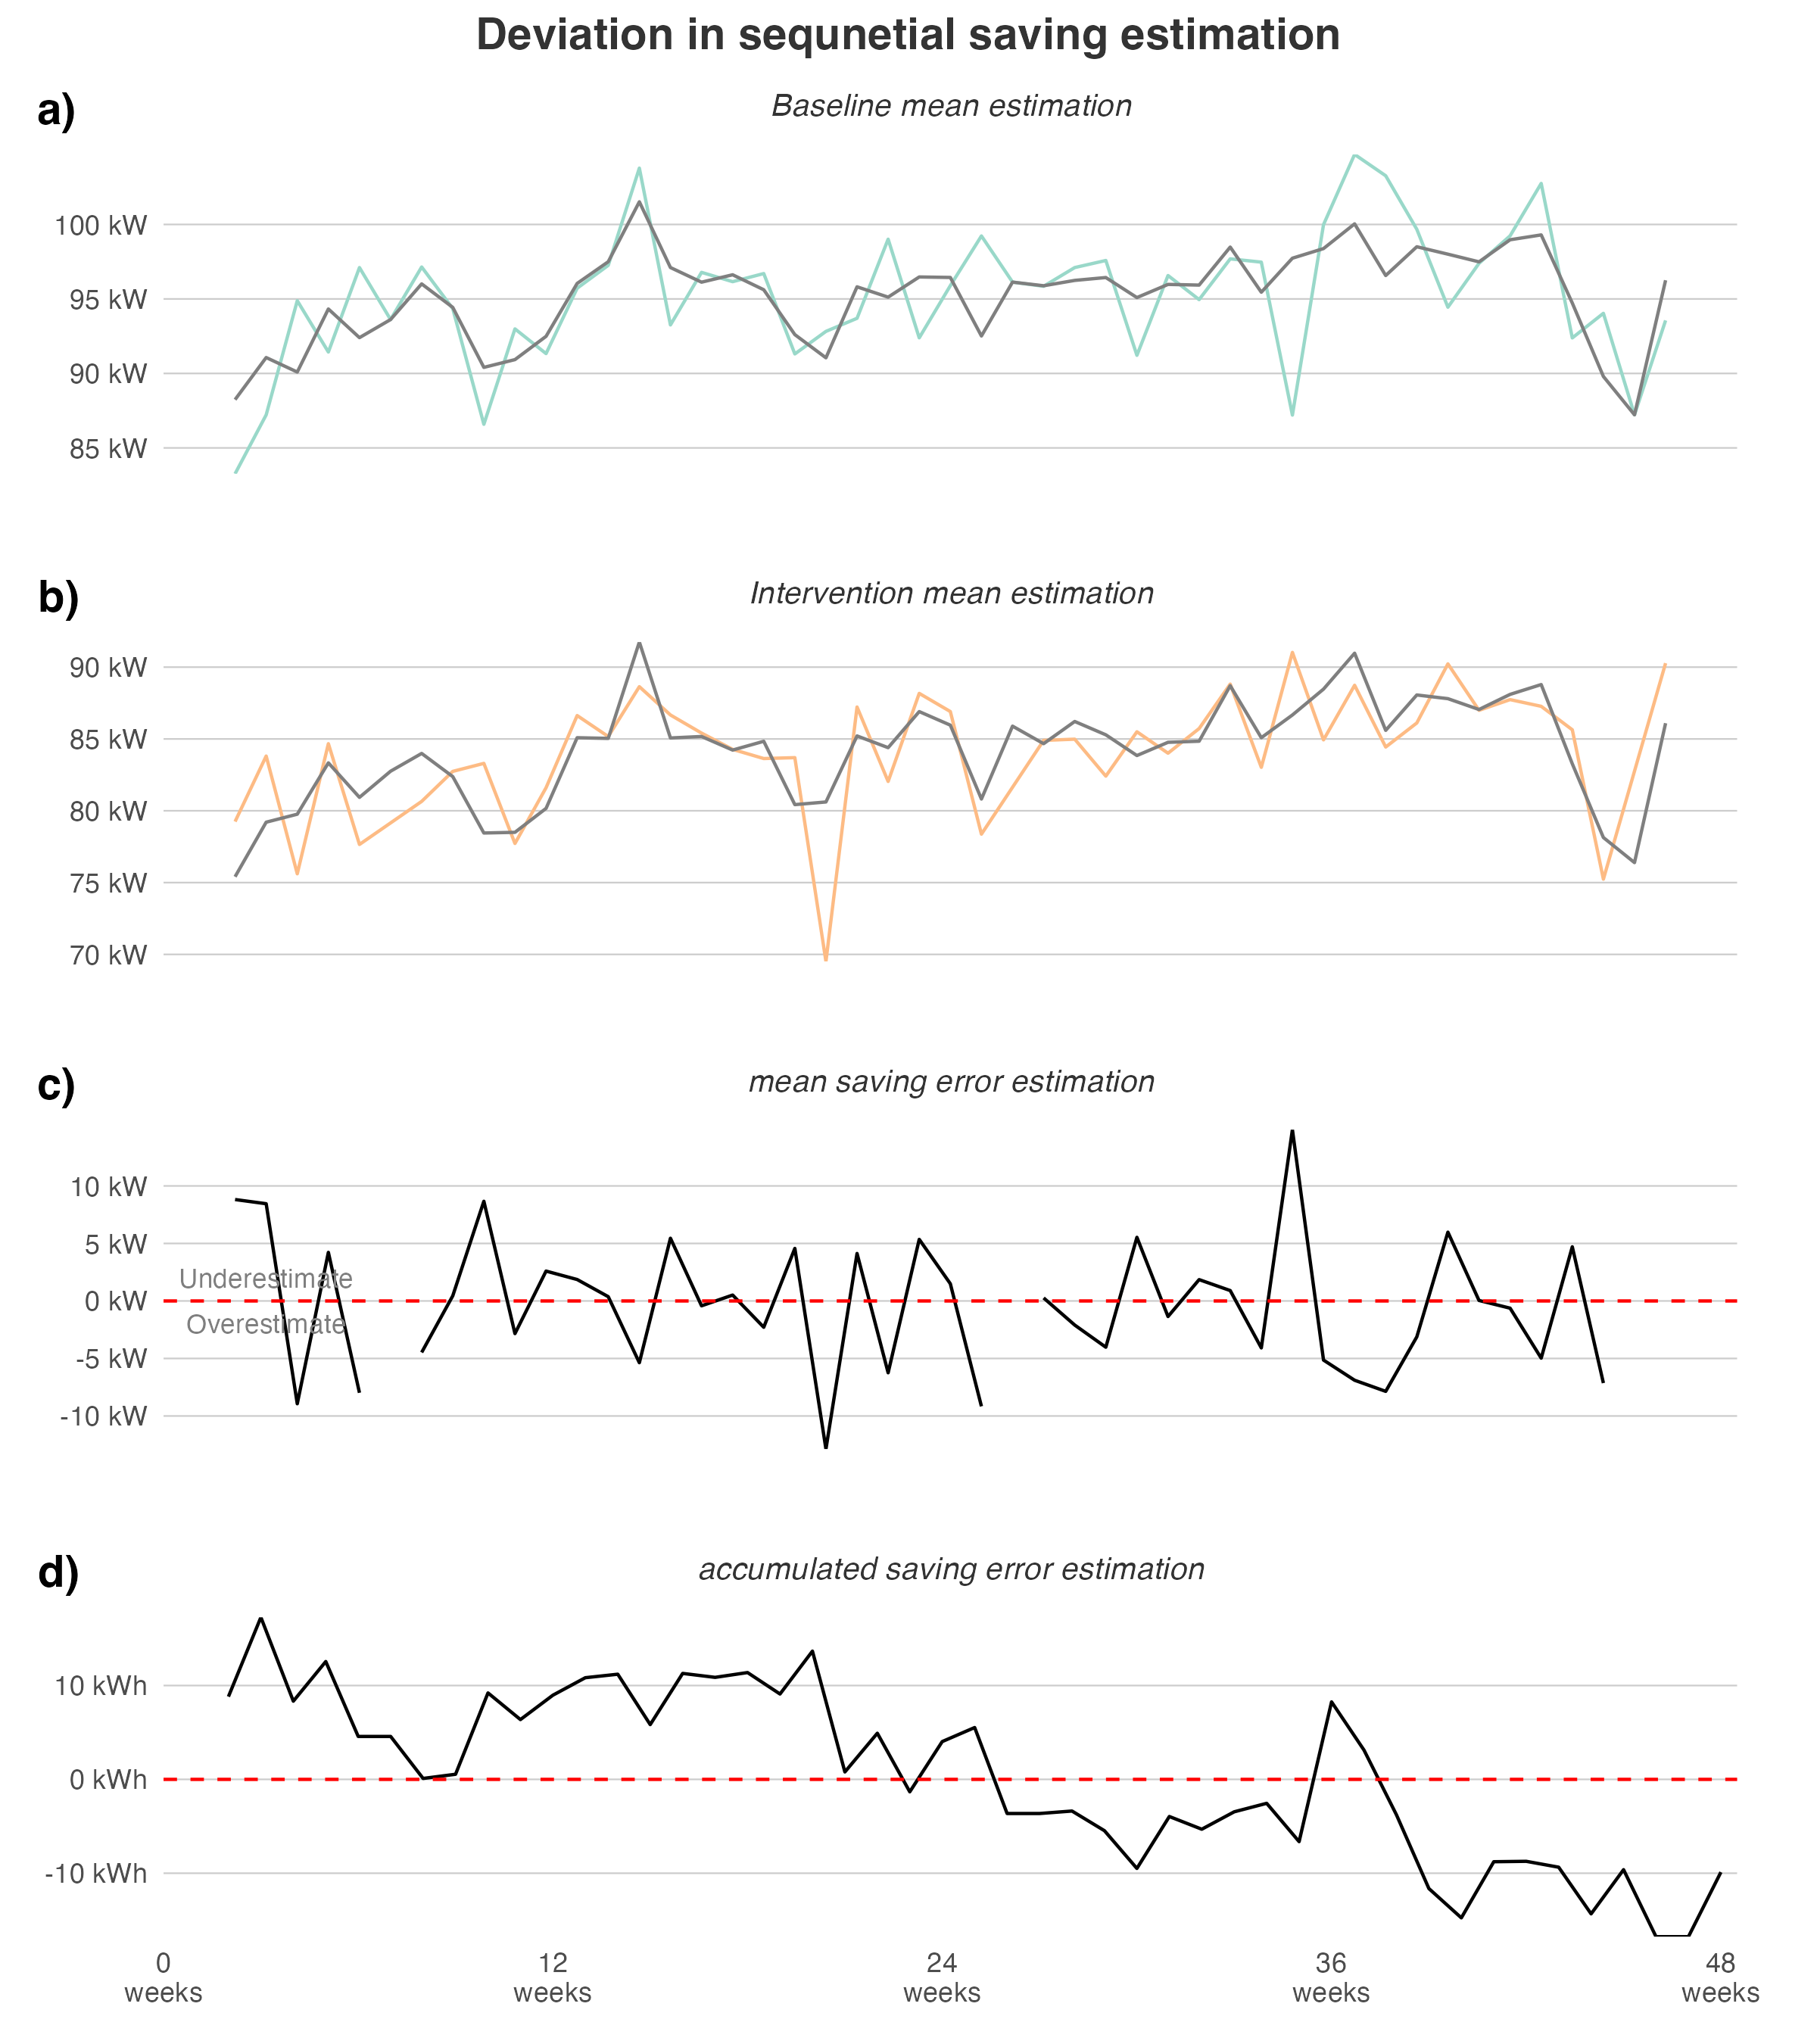 Deviation in sequnetial saving estimation
a)
Baseline mean estimation
100 kW
95 kW
90 kW
85 kW
b)
Intervention mean estimation
90 kW
85 kW
80 kW
75 kW
70 kW
c)
mean saving error estimation
10 kW
5 kW
Underestimate
0 kW
Overestimate
-5 kW
-10 kW
d)
accumulated saving error estimation
10 kWh
0 kWh
-10 kWh
0 12 24 36 48
weeks weeks weeks weeks weeks